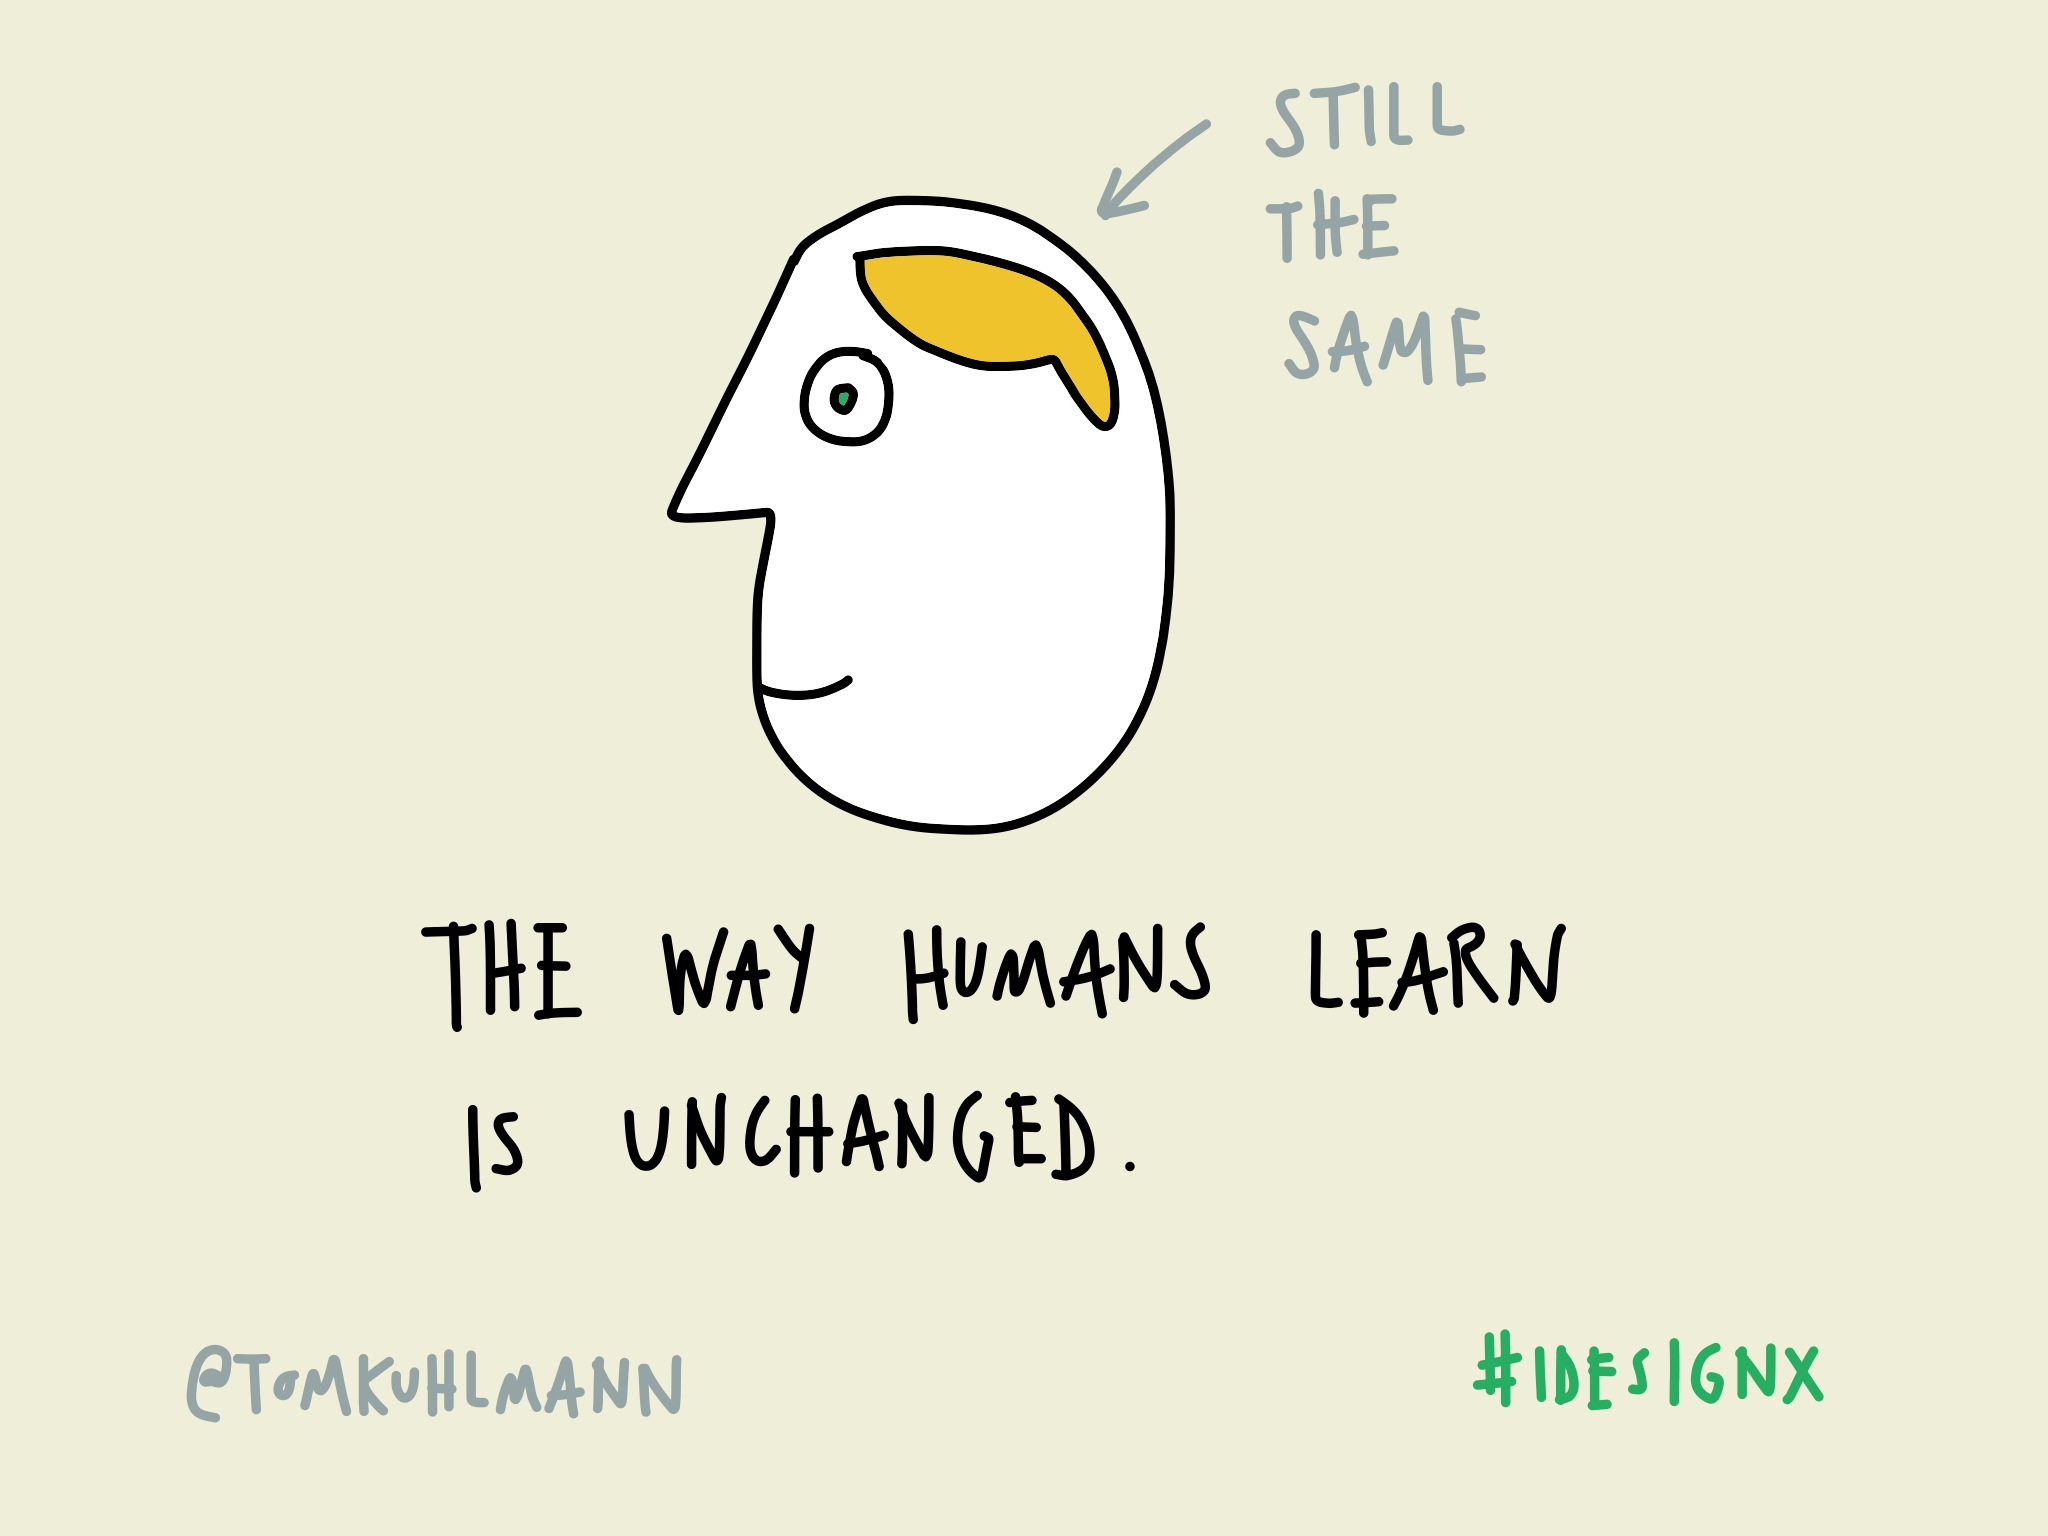 STILL
THE
SAME
THE WAY HUMANS LEARN
IS UNCHANGED.
@TOMKUHLMANN
#IDESIGNX